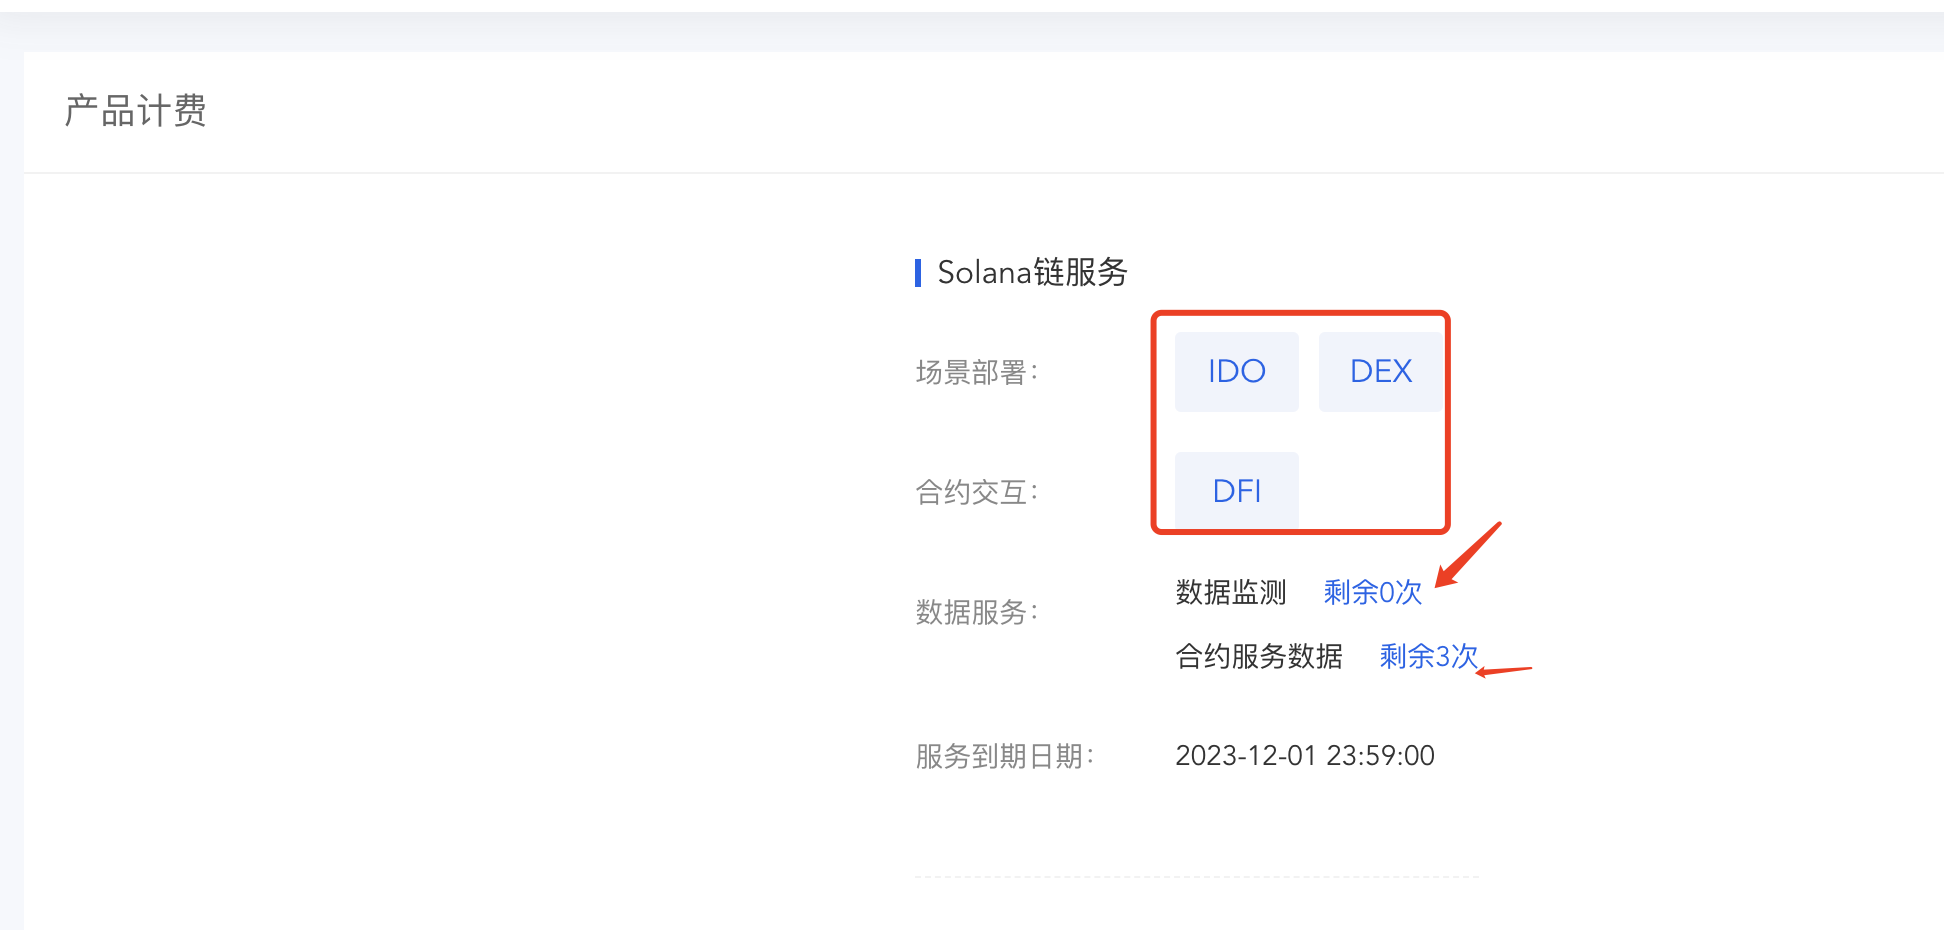 产品计费
Solana链服务
场景部署: IDO DEX
合约交互: DFI
数据服务: 数据监测 剩余0次
合约服务数据 剩余3次
服务到期日期: 2023-12-01 23:59:00